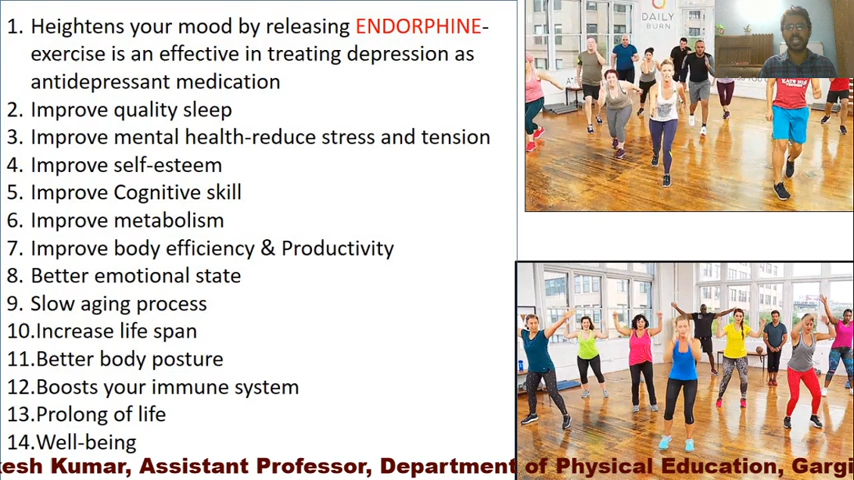 1. Heightens your mood by releasing ENDORPHINE-
exercise is an effective in treating depression as
antidepressant medication
2. Improve quality sleep
3. Improve mental health-reduce stress and tension
4. Improve self-esteem
5. Improve Cognitive skill
6. Improve metabolism
7. Improve body efficiency & Productivity
8. Better emotional state
9. Slow aging process
10.Increase life span
11.Better body posture
12.Boosts your immune system
13.Prolong of life
14.Well-being
DAILY
BURN
kesh Kumar, Assistant Professor, Department of Physical Education, Gargi